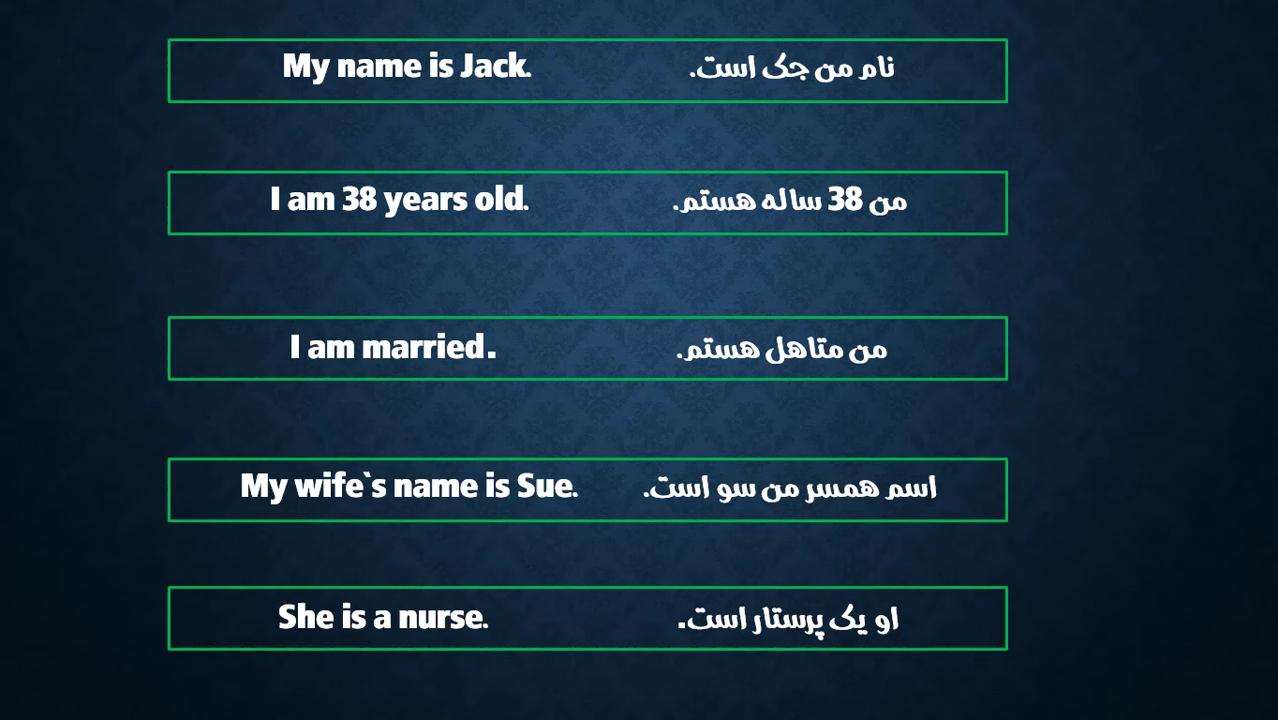 My name is Jack. نام من جک است.
I am 38 years old. من 38 ساله هستم.
I am married. من متاهل هستم.
My wife`s name is Sue. اسم همسر من سو است.
She is a nurse. او یک پرستار است.